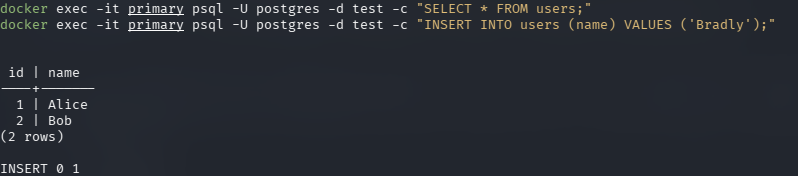 docker exec -it primary psql -U postgres -d test -c "SELECT * FROM users;"
docker exec -it primary psql -U postgres -d test -c "INSERT INTO users (name) VALUES ('Bradly');"
 id | name
----+-------
  1 | Alice
  2 | Bob
(2 rows)
INSERT 0 1